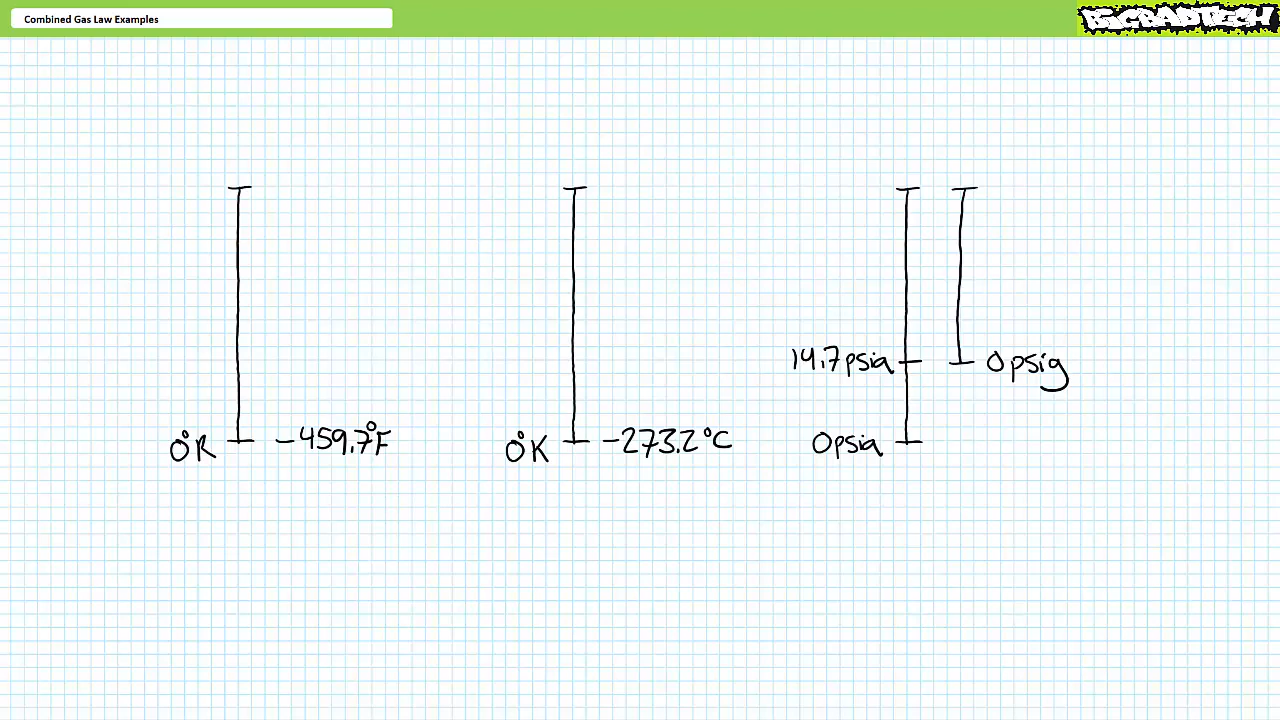 Combined Gas Law Examples
BIGBADTECH
14.7psia
0psig
0°R
-459.7°F
0°K
-273.2°C
0psia